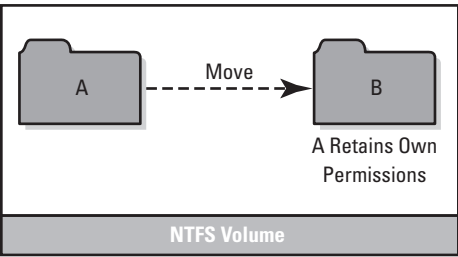 A
Move
B
A Retains Own
Permissions
NTFS Volume